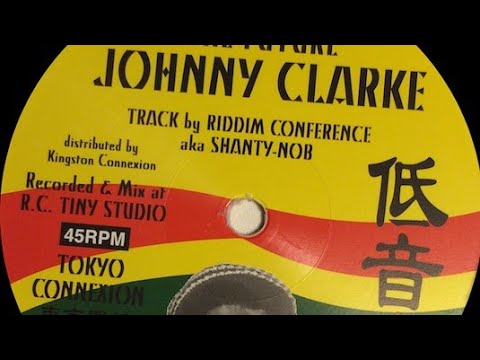 JOHNNY CLARKE
TRACK by RIDDIM CONFERENCE
aka SHANTY-NOB
distributed by
Kingston Connexion
Recorded & Mix at
R.C. TINY STUDIO
45RPM
TOKYO
CONNEXION
低音